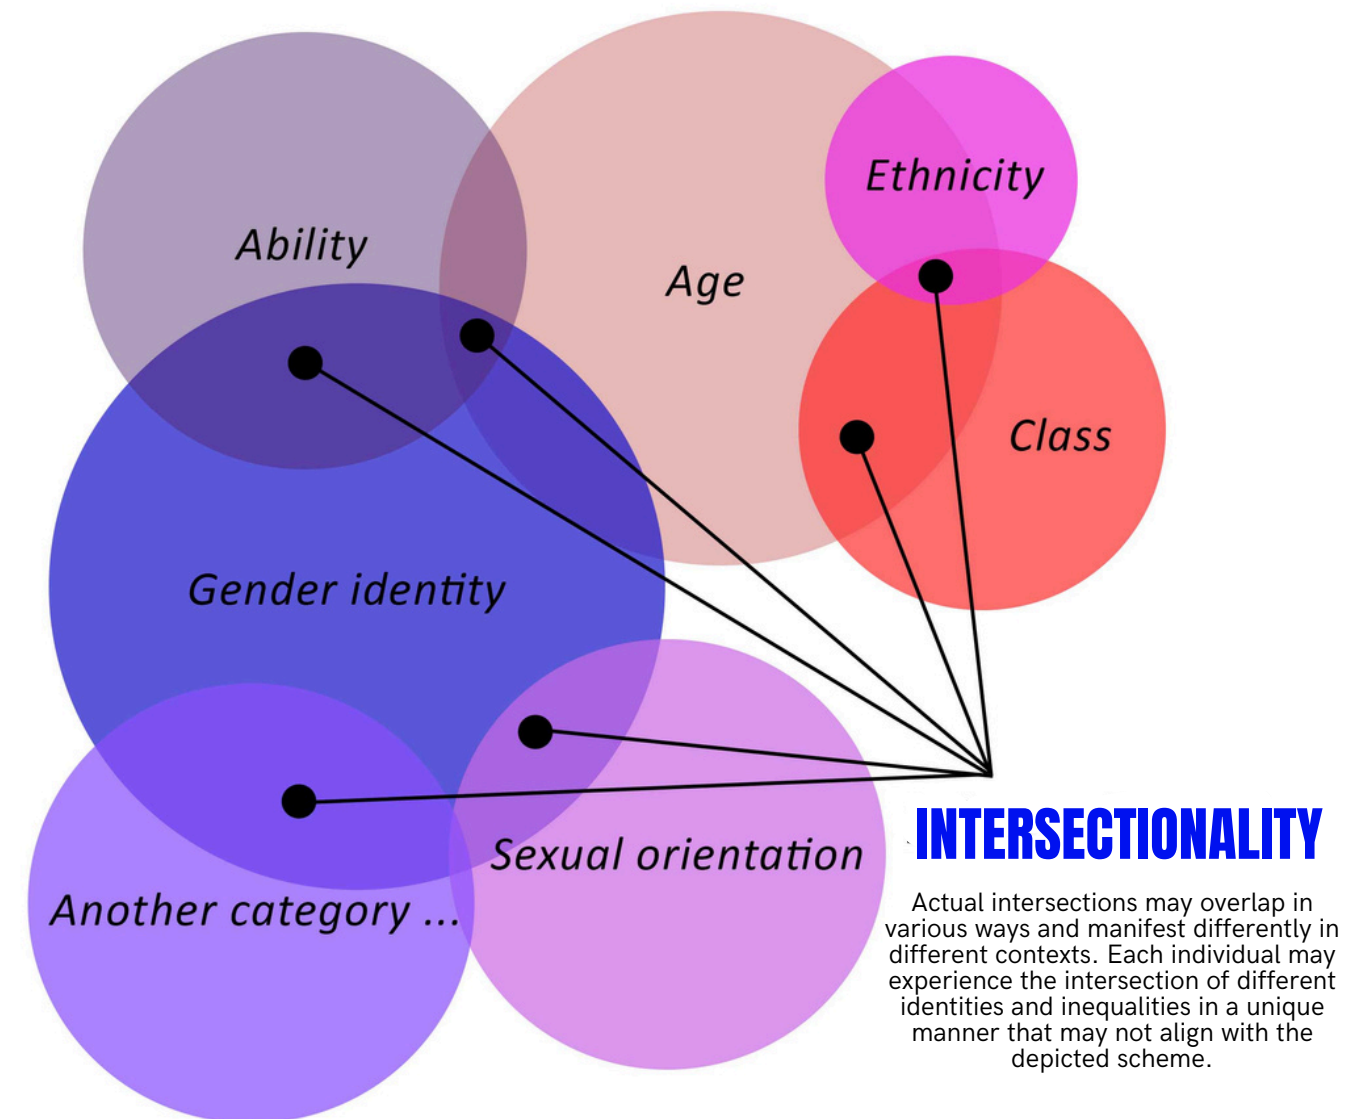 Ethnicity
Ability
Age
Class
Gender identity
Sexual orientation
Another category ...
INTERSECTIONALITY
Actual intersections may overlap in
various ways and manifest differently in
different contexts. Each individual may
experience the intersection of different
identities and inequalities in a unique
manner that may not align with the
depicted scheme.